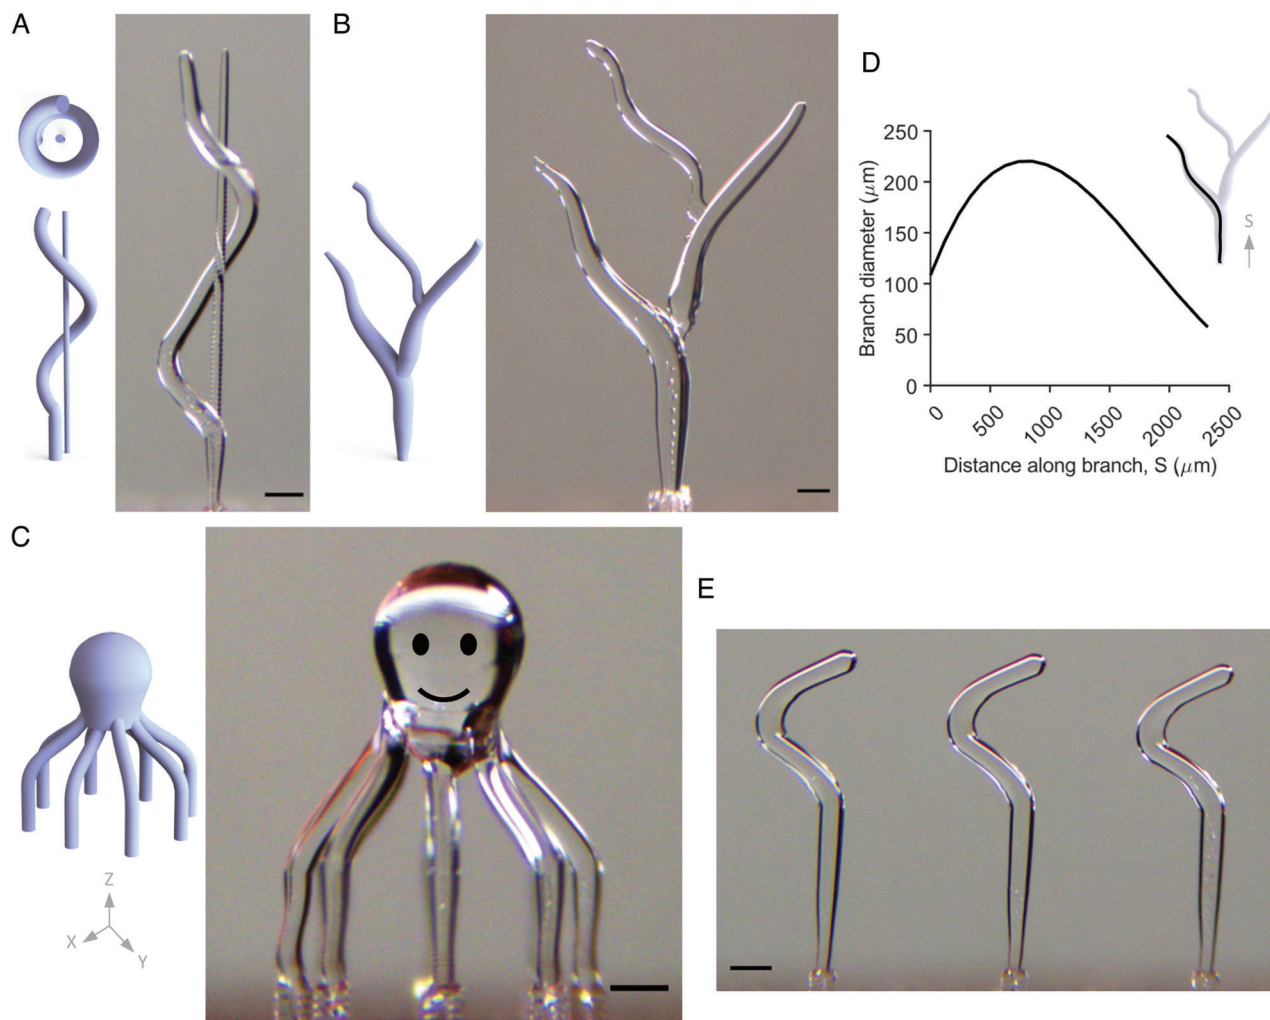 A
B
D
250
200
150
100
50
0
Branch diameter (μm)
0
500
1000
1500
2000
2500
Distance along branch, S (μm)
S
C
Z
X
Y
E